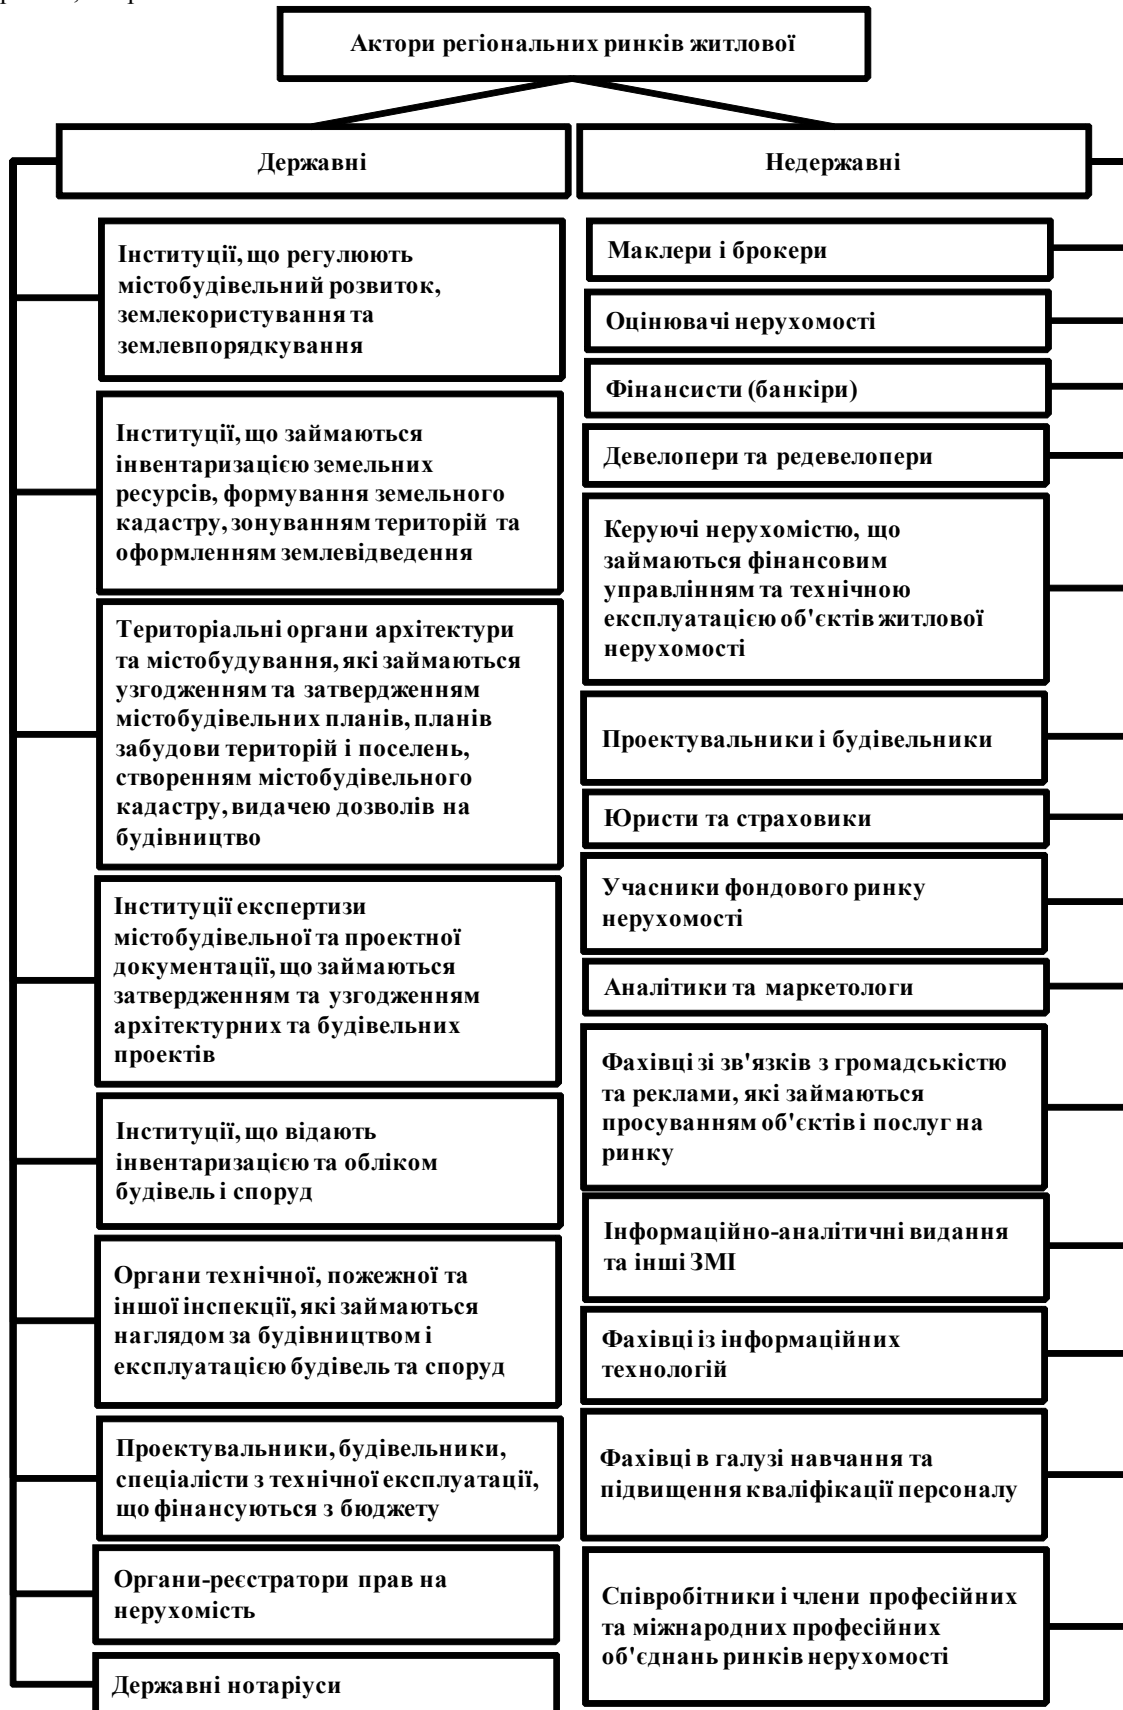 Актори регіональних ринків житлової
Державні
Недержавні
Інституції, що регулюють
містобудівельний розвиток,
землекористування та
землевпорядкування
Інституції, що займаються
інвентаризацією земельних
ресурсів, формування земельного
кадастру, зонуванням територій та
оформленням землевідведення
Територіальні органи архітектури
та містобудування, які займаються
узгодженням та затвердженням
містобудівельних планів, планів
забудови територій і поселень,
створенням містобудівельного
кадастру, видачею дозволів на
будівництво
Інституції експертизи
містобудівельної та проектної
документації, що займаються
затвердженням та узгодженням
архітектурних та будівельних
проектів
Інституції, що відають
інвентаризацією та обліком
будівель і споруд
Органи технічної, пожежної та
іншої інспекції, які займаються
наглядом за будівництвом і
експлуатацією будівель та споруд
Проектувальники, будівельники,
спеціалісти з технічної експлуатації,
що фінансуються з бюджету
Органи-реєстратори прав на
нерухомість
Державні нотаріуси
Маклери і брокери
Оцінювачі нерухомості
Фінансисти (банкіри)
Девелопери та редевелопери
Керуючі нерухомістю, що
займаються фінансовим
управлінням та технічною
експлуатацією об'єктів житлової
нерухомості
Проектувальники і будівельники
Юристи та страховики
Учасники фондового ринку
нерухомості
Аналітики та маркетологи
Фахівці зі зв'язків з громадськістю
та реклами, які займаються
просуванням об'єктів і послуг на
ринку
Інформаційно-аналітичні видання
та інші ЗМІ
Фахівці із інформаційних
технологій
Фахівці в галузі навчання та
підвищення кваліфікації персоналу
Співробітники і члени професійних
та міжнародних професійних
об'єднань ринків нерухомості